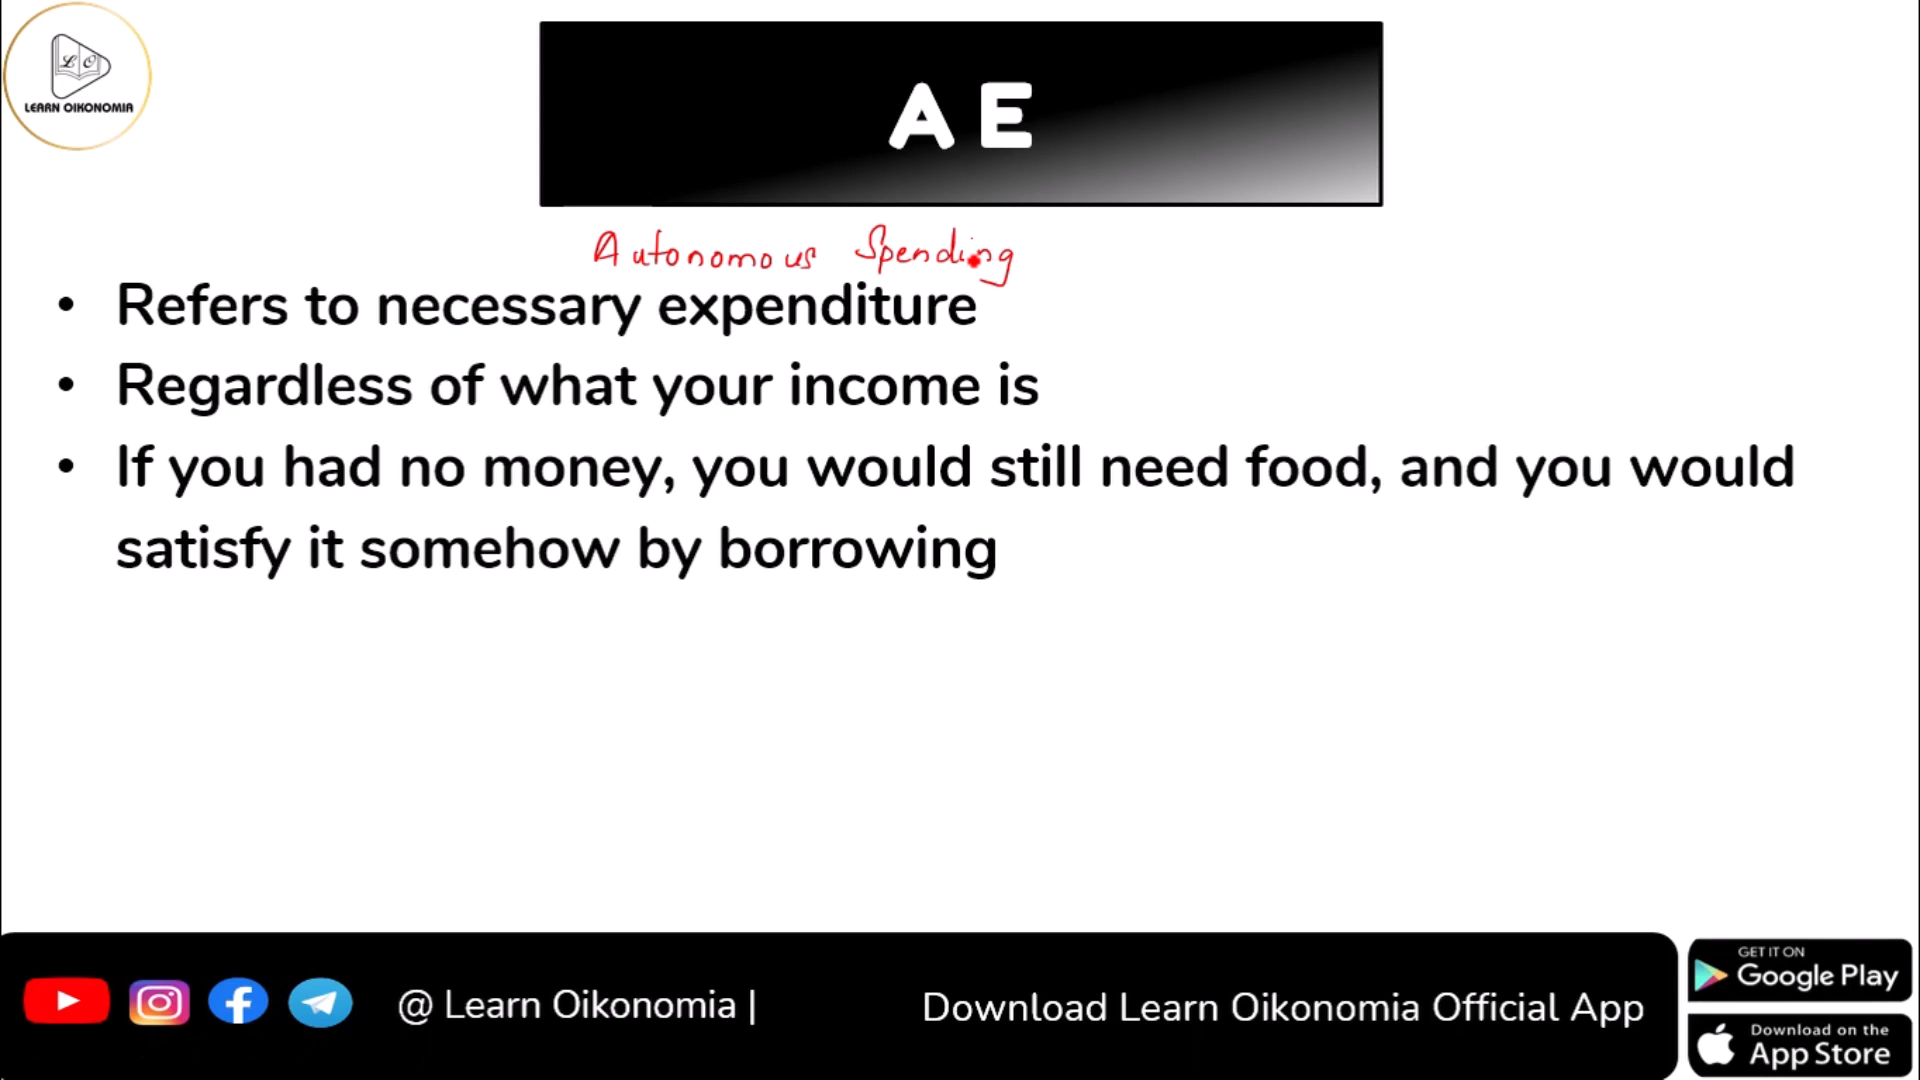 L O
LEARN OIKONOMIA
A E
Autonomous Spending
• Refers to necessary expenditure
• Regardless of what your income is
• If you had no money, you would still need food, and you would
satisfy it somehow by borrowing
@ Learn Oikonomia |
Download Learn Oikonomia Official App
GET IT ON
Google Play
Download on the
App Store